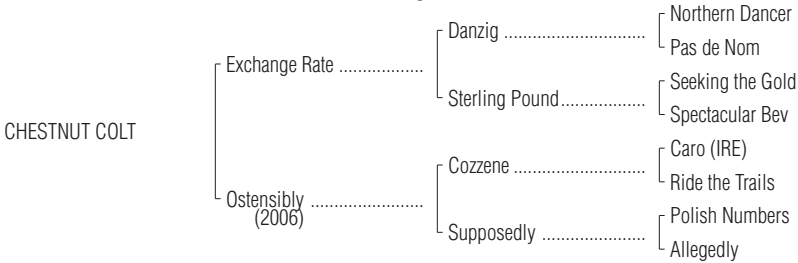 Northern Dancer
Danzig ..............................
Pas de Nom
Exchange Rate ..................
Seeking the Gold
Sterling Pound..................
Spectacular Bev
CHESTNUT COLT
Caro (IRE)
Cozzene ............................
Ride the Trails
Ostensibly ........................
(2006)
Polish Numbers
Supposedly ......................
Allegedly